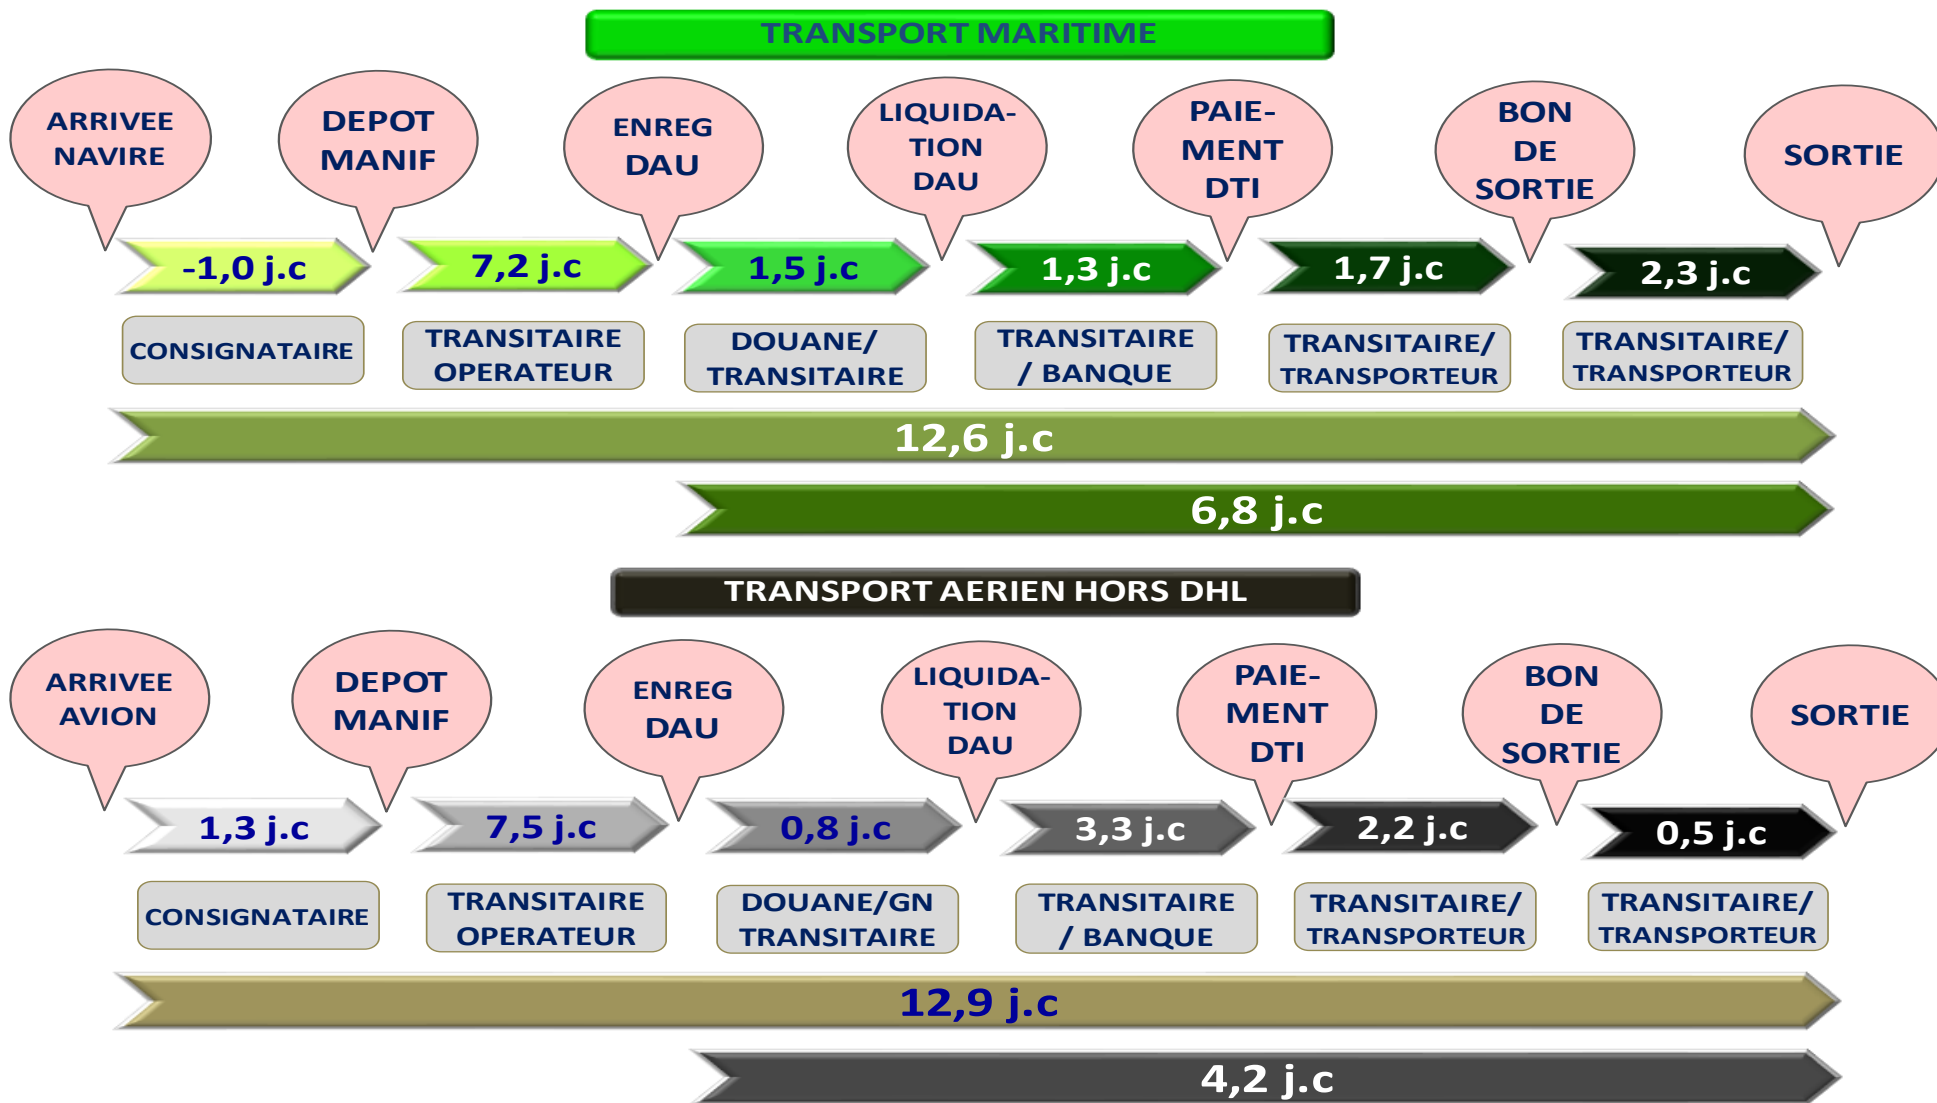 TRANSPORT MARITIME
ARRIVEE
NAVIRE
DEPOT
MANIF
ENREG
DAU
LIQUIDA-
TION
DAU
PAIE-
MENT
DTI
BON
DE
SORTIE
SORTIE
-1,0 j.c
7,2 j.c
1,5 j.c
1,3 j.c
1,7 j.c
2,3 j.c
CONSIGNATAIRE
TRANSITAIRE
OPERATEUR
DOUANE/
TRANSITAIRE
TRANSITAIRE
/ BANQUE
TRANSITAIRE/
TRANSPORTEUR
TRANSITAIRE/
TRANSPORTEUR
12,6 j.c
6,8 j.c
TRANSPORT AERIEN HORS DHL
ARRIVEE
AVION
DEPOT
MANIF
ENREG
DAU
LIQUIDA-
TION
DAU
PAIE-
MENT
DTI
BON
DE
SORTIE
SORTIE
1,3 j.c
7,5 j.c
0,8 j.c
3,3 j.c
2,2 j.c
0,5 j.c
CONSIGNATAIRE
TRANSITAIRE
OPERATEUR
DOUANE/GN
TRANSITAIRE
TRANSITAIRE
/ BANQUE
TRANSITAIRE/
TRANSPORTEUR
TRANSITAIRE/
TRANSPORTEUR
12,9 j.c
4,2 j.c